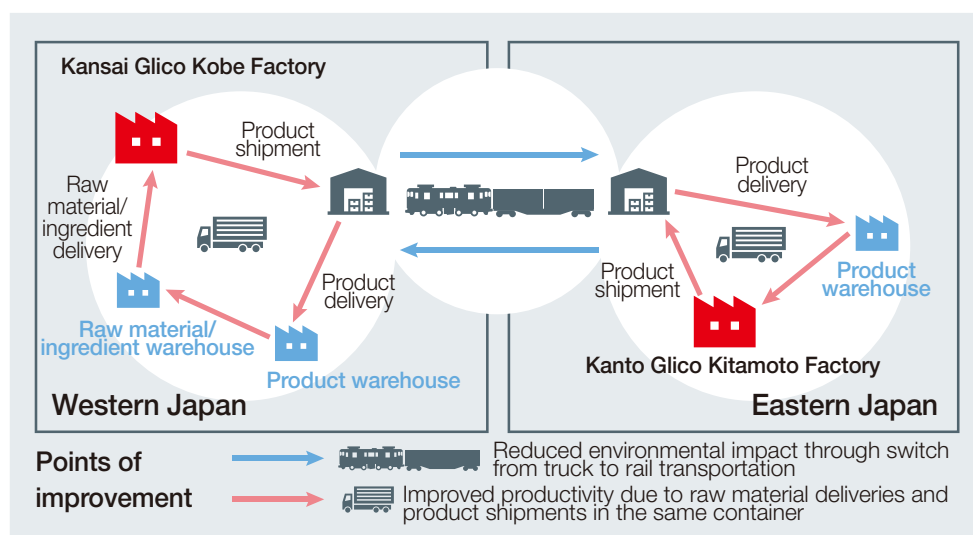 Kansai Glico Kobe Factory
Product
shipment
Raw
material/
ingredient
delivery
Product
delivery
Raw material/
ingredient warehouse
Product warehouse
Western Japan
Product
delivery
Product
shipment
Product
warehouse
Kanto Glico Kitamoto Factory
Eastern Japan
Points of
improvement
Reduced environmental impact through switch
from truck to rail transportation
Improved productivity due to raw material deliveries and
product shipments in the same container